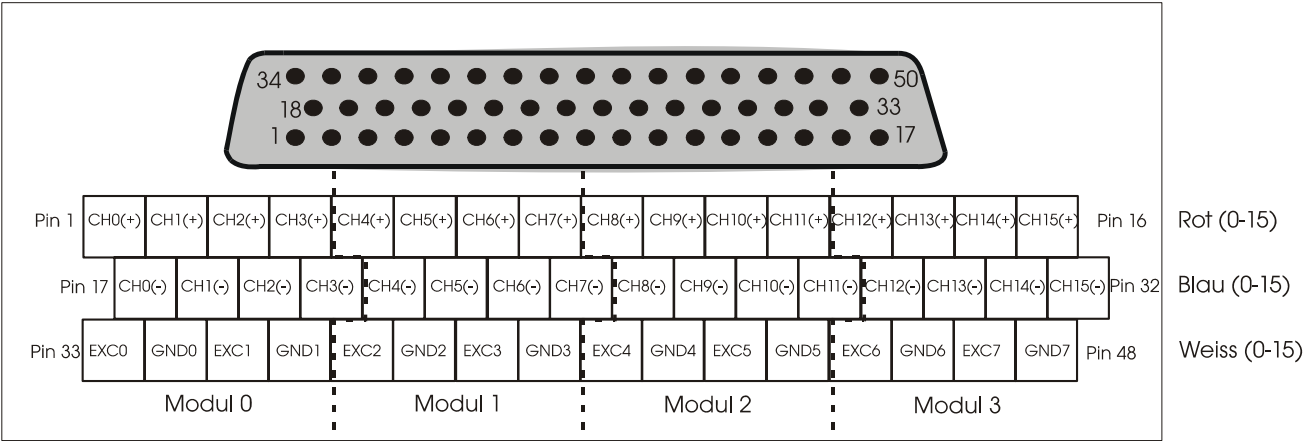 34 50
18 33
1 17
Pin 1 CH0(+) CH1(+) CH2(+) CH3(+) CH4(+) CH5(+) CH6(+) CH7(+) CH8(+) CH9(+) CH10(+) CH11(+) CH12(+) CH13(+) CH14(+) CH15(+) Pin 16 Rot (0-15)
Pin 17 CH0(-) CH1(-) CH2(-) CH3(-) CH4(-) CH5(-) CH6(-) CH7(-) CH8(-) CH9(-) CH10(-) CH11(-) CH12(-) CH13(-) CH14(-) CH15(-) Pin 32 Blau (0-15)
Pin 33 EXC0 GND0 EXC1 GND1 EXC2 GND2 EXC3 GND3 EXC4 GND4 EXC5 GND5 EXC6 GND6 EXC7 GND7 Pin 48 Weiss (0-15)
Modul 0 Modul 1 Modul 2 Modul 3